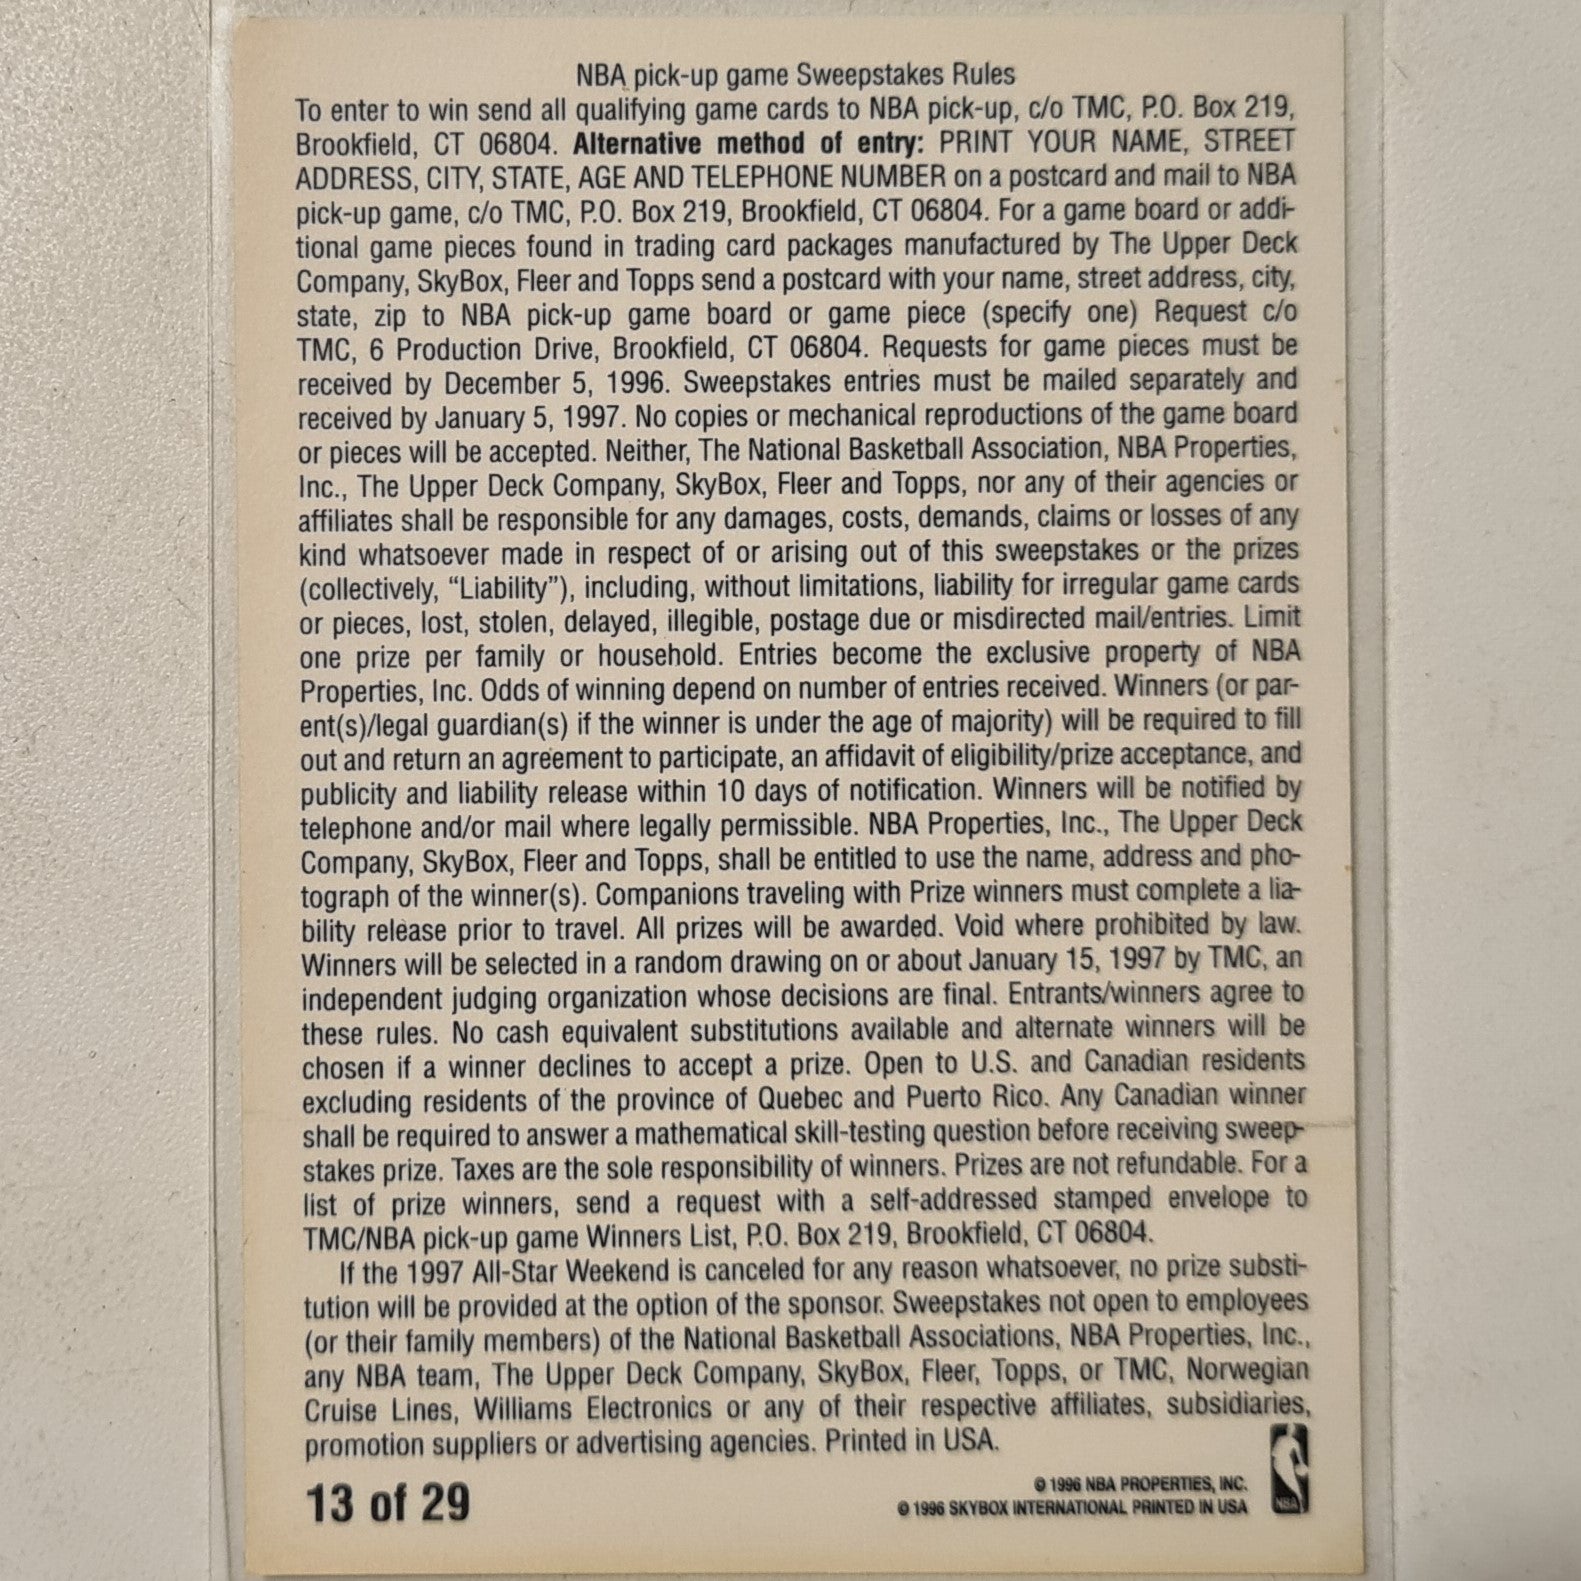 NBA pick-up game Sweepstakes Rules
To enter to win send all qualifying game cards to NBA pick-up, c/o TMC, P.O. Box 219,
Brookfield, CT 06804. Alternative method of entry: PRINT YOUR NAME, STREET
ADDRESS, CITY, STATE, AGE AND TELEPHONE NUMBER on a postcard and mail to NBA
pick-up game, c/o TMC, P.O. Box 219, Brookfield, CT 06804. For a game board or addi-
tional game pieces found in trading card packages manufactured by The Upper Deck
Company, SkyBox, Fleer and Topps send a postcard with your name, street address, city,
state, zip to NBA pick-up game board or game piece (specify one) Request c/o
TMC, 6 Production Drive, Brookfield, CT 06804. Requests for game pieces must be
received by December 5, 1996. Sweepstakes entries must be mailed separately and
received by January 5, 1997. No copies or mechanical reproductions of the game board
or pieces will be accepted. Neither, The National Basketball Association, NBA Properties,
Inc., The Upper Deck Company, SkyBox, Fleer and Topps, nor any of their agencies or
affiliates shall be responsible for any damages, costs, demands, claims or losses of any
kind whatsoever made in respect of or arising out of this sweepstakes or the prizes
(collectively, “Liability”), including, without limitations, liability for irregular game cards
or pieces, lost, stolen, delayed, illegible, postage due or misdirected mail/entries. Limit
one prize per family or household. Entries become the exclusive property of NBA
Properties, Inc. Odds of winning depend on number of entries received. Winners (or par-
ent(s)/legal guardian(s) if the winner is under the age of majority) will be required to fill
out and return an agreement to participate, an affidavit of eligibility/prize acceptance, and
publicity and liability release within 10 days of notification. Winners will be notified by
telephone and/or mail where legally permissible. NBA Properties, Inc., The Upper Deck
Company, SkyBox, Fleer and Topps, shall be entitled to use the name, address and pho-
tograph of the winner(s). Companions traveling with Prize winners must complete a lia-
bility release prior to travel. All prizes will be awarded. Void where prohibited by law.
Winners will be selected in a random drawing on or about January 15, 1997 by TMC, an
independent judging organization whose decisions are final. Entrants/winners agree to
these rules. No cash equivalent substitutions available and alternate winners will be
chosen if a winner declines to accept a prize. Open to U.S. and Canadian residents
excluding residents of the province of Quebec and Puerto Rico. Any Canadian winner
shall be required to answer a mathematical skill-testing question before receiving sweep-
stakes prize. Taxes are the sole responsibility of winners. Prizes are not refundable. For a
list of prize winners, send a request with a self-addressed stamped envelope to
TMC/NBA pick-up game Winners List, P.O. Box 219, Brookfield, CT 06804.
If the 1997 All-Star Weekend is canceled for any reason whatsoever, no prize substi-
tution will be provided at the option of the sponsor. Sweepstakes not open to employees
(or their family members) of the National Basketball Associations, NBA Properties, Inc.,
any NBA team, The Upper Deck Company, SkyBox, Fleer, Topps, or TMC, Norwegian
Cruise Lines, Williams Electronics or any of their respective affiliates, subsidiaries,
promotion suppliers or advertising agencies. Printed in USA.
13 of 29
© 1996 NBA PROPERTIES, INC.
© 1996 SKYBOX INTERNATIONAL PRINTED IN USA
NBA